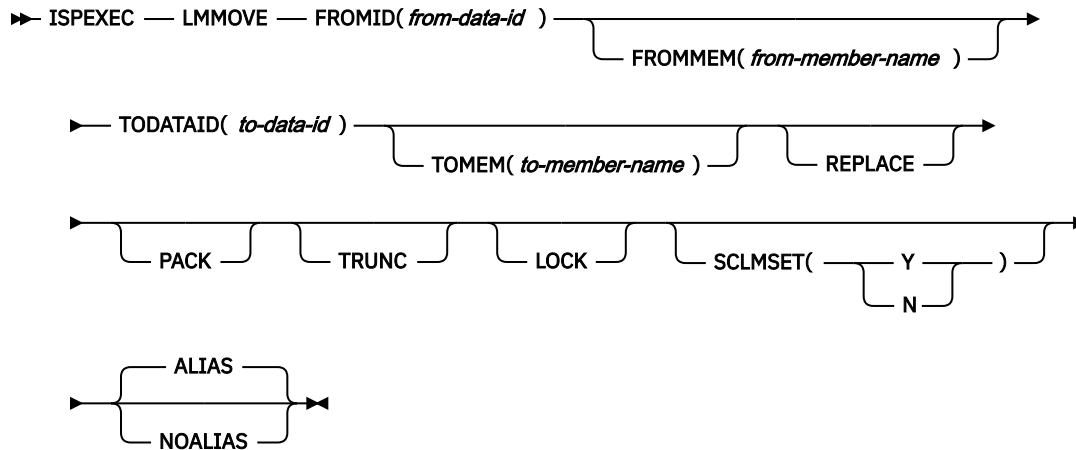 ISPEXEC LMMOVE FROMID( from-data-id )
FROMMEM( from-member-name )
TODATAID( to-data-id )
TOMEM( to-member-name ) REPLACE
PACK TRUNC LOCK SCLMSET( Y )
N
ALIAS
NOALIAS